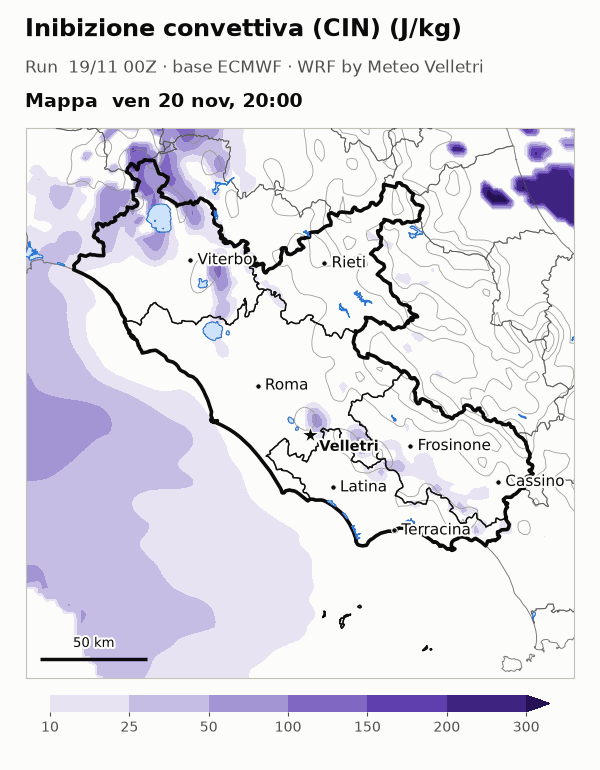 Inibizione convettiva (CIN) (J/kg)
Run  19/11 00Z · base ECMWF · WRF by Meteo Velletri
Mappa  ven 20 nov, 20:00
Viterbo
Rieti
Roma
Velletri
Frosinone
Cassino
Latina
Terracina
50 km
10 25 50 100 150 200 300